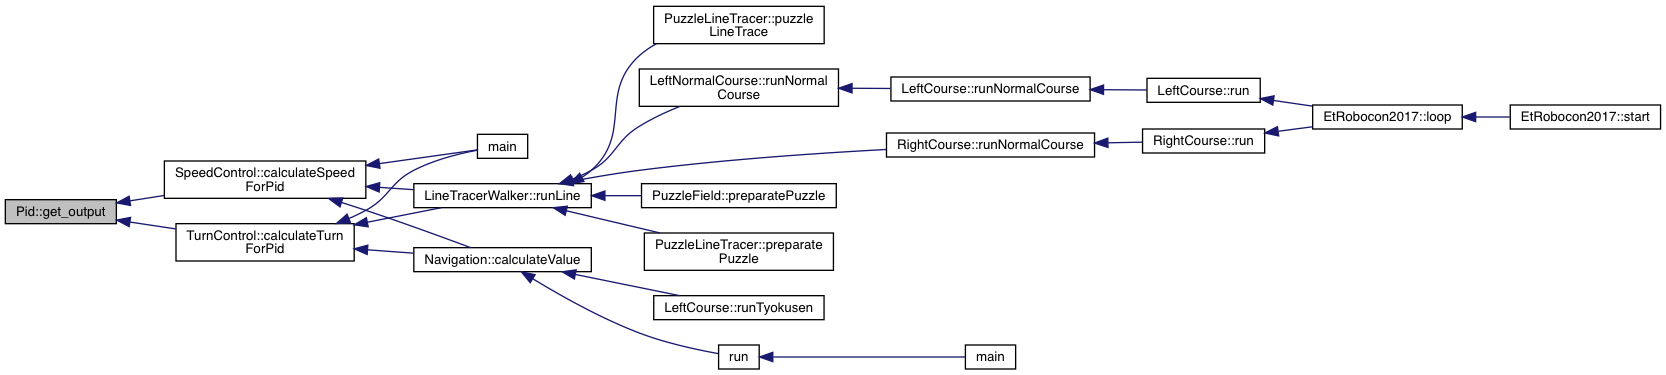 Pid::get_output
SpeedControl::calculateSpeed
ForPid
TurnControl::calculateTurn
ForPid
main
LineTracerWalker::runLine
Navigation::calculateValue
PuzzleLineTracer::puzzle
LineTrace
LeftNormalCourse::runNormal
Course
LeftCourse::runNormalCourse
LeftCourse::run
EtRobocon2017::loop
EtRobocon2017::start
RightCourse::runNormalCourse
RightCourse::run
PuzzleField::preparatePuzzle
PuzzleLineTracer::preparate
Puzzle
LeftCourse::runTyokusen
run
main